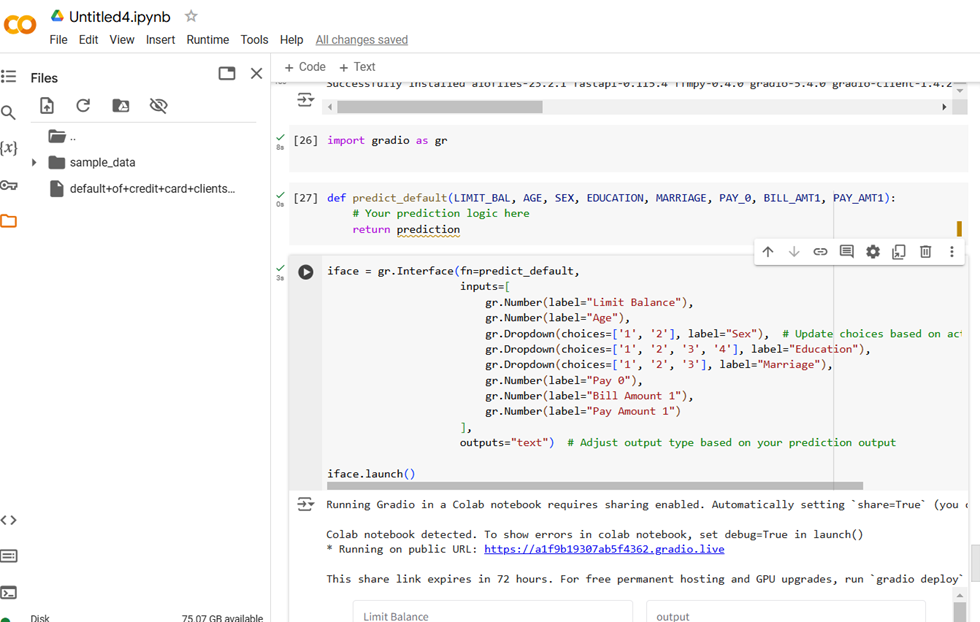 Untitled4.ipynb
File Edit View Insert Runtime Tools Help All changes saved
Files
+ Code + Text
..
sample_data
default+of+credit+card+clients...
{x}
Successfully installed aiofiles-23.2.1 fastapi-0.115.4 ffmpy-0.4.0 gradio-5.4.0 gradio-client-1.4.2
8s
[26] import gradio as gr
0s
[27] def predict_default(LIMIT_BAL, AGE, SEX, EDUCATION, MARRIAGE, PAY_0, BILL_AMT1, PAY_AMT1):
# Your prediction logic here
return prediction
3s
iface = gr.Interface(fn=predict_default,
inputs=[
gr.Number(label="Limit Balance"),
gr.Number(label="Age"),
gr.Dropdown(choices=['1', '2'], label="Sex"), # Update choices based on act
gr.Dropdown(choices=['1', '2', '3', '4'], label="Education"),
gr.Dropdown(choices=['1', '2', '3'], label="Marriage"),
gr.Number(label="Pay 0"),
gr.Number(label="Bill Amount 1"),
gr.Number(label="Pay Amount 1")
],
outputs="text") # Adjust output type based on your prediction output
iface.launch()
Running Gradio in a Colab notebook requires sharing enabled. Automatically setting `share=True` (you c
Colab notebook detected. To show errors in colab notebook, set debug=True in launch()
* Running on public URL: https://a1f9b19307ab5f4362.gradio.live
This share link expires in 72 hours. For free permanent hosting and GPU upgrades, run `gradio deploy`
Limit Balance
output
Disk 75.07 GB available